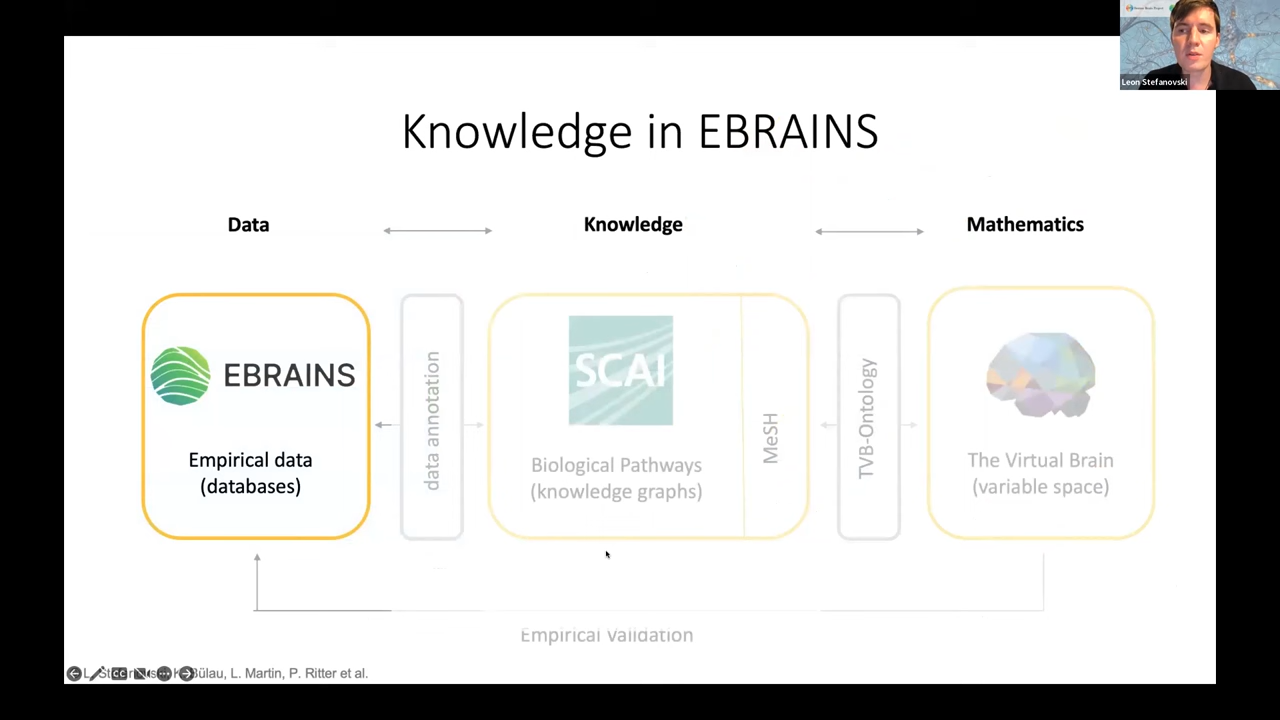 Leon Stefanovski
Knowledge in EBRAINS
Data
Knowledge
Mathematics
EBRAINS
Empirical data
(databases)
data annotation
SCAI
Biological Pathways
(knowledge graphs)
MeSH
TVB-Ontology
The Virtual Brain
(variable space)
Empirical Validation
Bülau, L. Martin, P. Ritter et al.